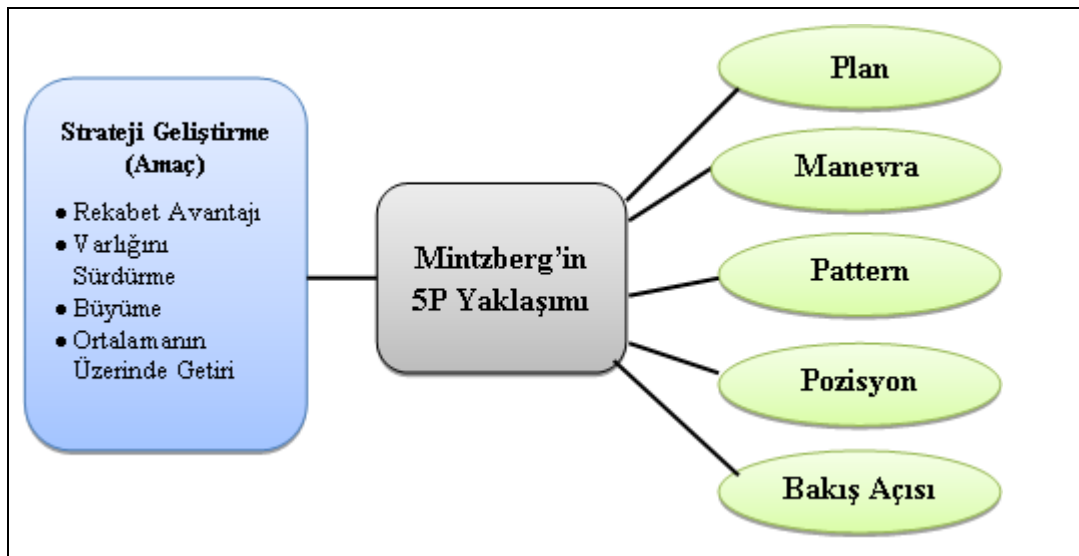 Strateji Geliştirme
(Amaç)
● Rekabet Avantajı
● Varlığını
Sürdürme
● Büyüme
● Ortalamanın
Üzerinde Getiri
Mintzberg’in
5P Yaklaşımı
Plan
Manevra
Pattern
Pozisyon
Bakış Açısı